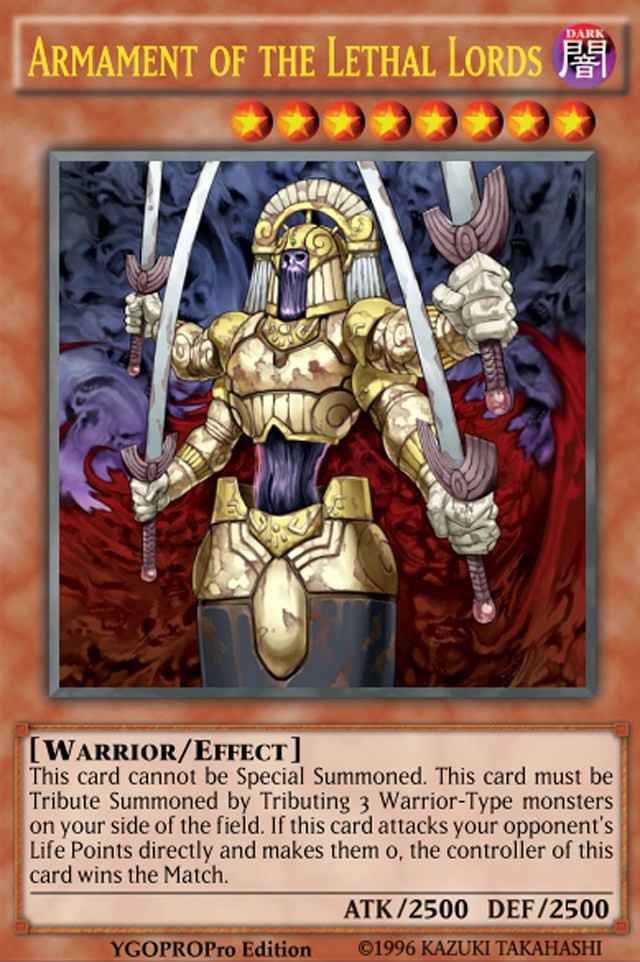 ARMAMENT OF THE LETHAL LORDS
DARK
闇
[WARRIOR/EFFECT]
This card cannot be Special Summoned. This card must be
Tribute Summoned by Tributing 3 Warrior-Type monsters
on your side of the field. If this card attacks your opponent's
Life Points directly and makes them 0, the controller of this
card wins the Match.
ATK/2500 DEF/2500
YGOPROPro Edition ©1996 KAZUKI TAKAHASHI